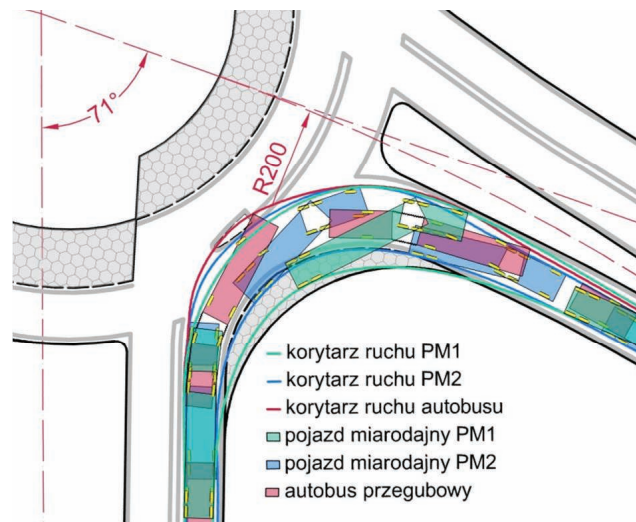 71°
R200
korytarz ruchu PM1
korytarz ruchu PM2
korytarz ruchu autobusu
pojazd miarodajny PM1
pojazd miarodajny PM2
autobus przegubowy